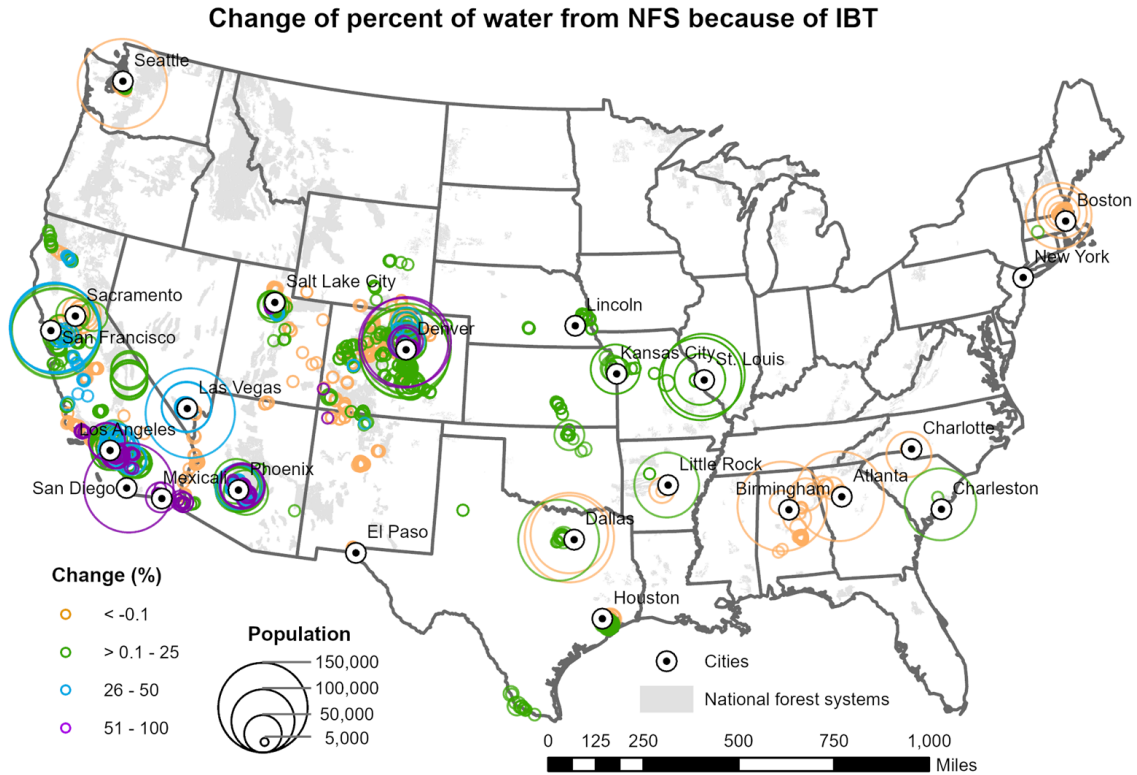 Change of percent of water from NFS because of IBT
Seattle
Boston
New York
Salt Lake City
Sacramento
San Francisco
Lincoln
Denver
Kansas City
St. Louis
Las Vegas
Los Angeles
Charlotte
Phoenix
Little Rock
Atlanta
San Diego
Mexicali
Birmingham
Charleston
Dallas
El Paso
Houston
Change (%)
< -0.1
> 0.1 - 25
26 - 50
51 - 100
Population
150,000
100,000
50,000
5,000
Cities
National forest systems
0 125 250 500 750 1,000
Miles